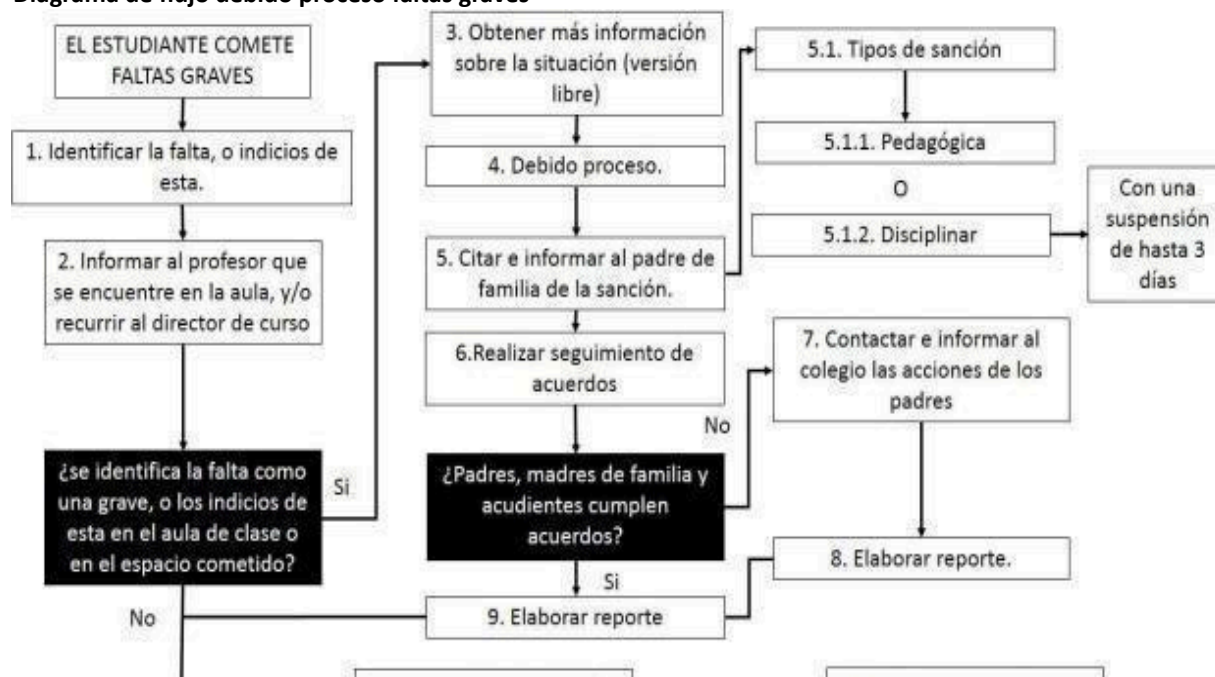 Diagrama de flujo debido proceso faltas graves
EL ESTUDIANTE COMETE
FALTAS GRAVES
1. Identificar la falta, o indicios de
esta.
2. Informar al profesor que
se encuentre en la aula, y/o
recurrir al director de curso
¿se identifica la falta como
una grave, o los indicios de
esta en el aula de clase o
en el espacio cometido?
Si
No
3. Obtener más información
sobre la situación (versión
libre)
4. Debido proceso.
5. Citar e informar al padre de
familia de la sanción.
6.Realizar seguimiento de
acuerdos
¿Padres, madres de familia y
acudientes cumplen
acuerdos?
No
Si
9. Elaborar reporte
5.1. Tipos de sanción
5.1.1. Pedagógica
O
5.1.2. Disciplinar
Con una
suspensión
de hasta 3
días
7. Contactar e informar al
colegio las acciones de los
padres
8. Elaborar reporte.